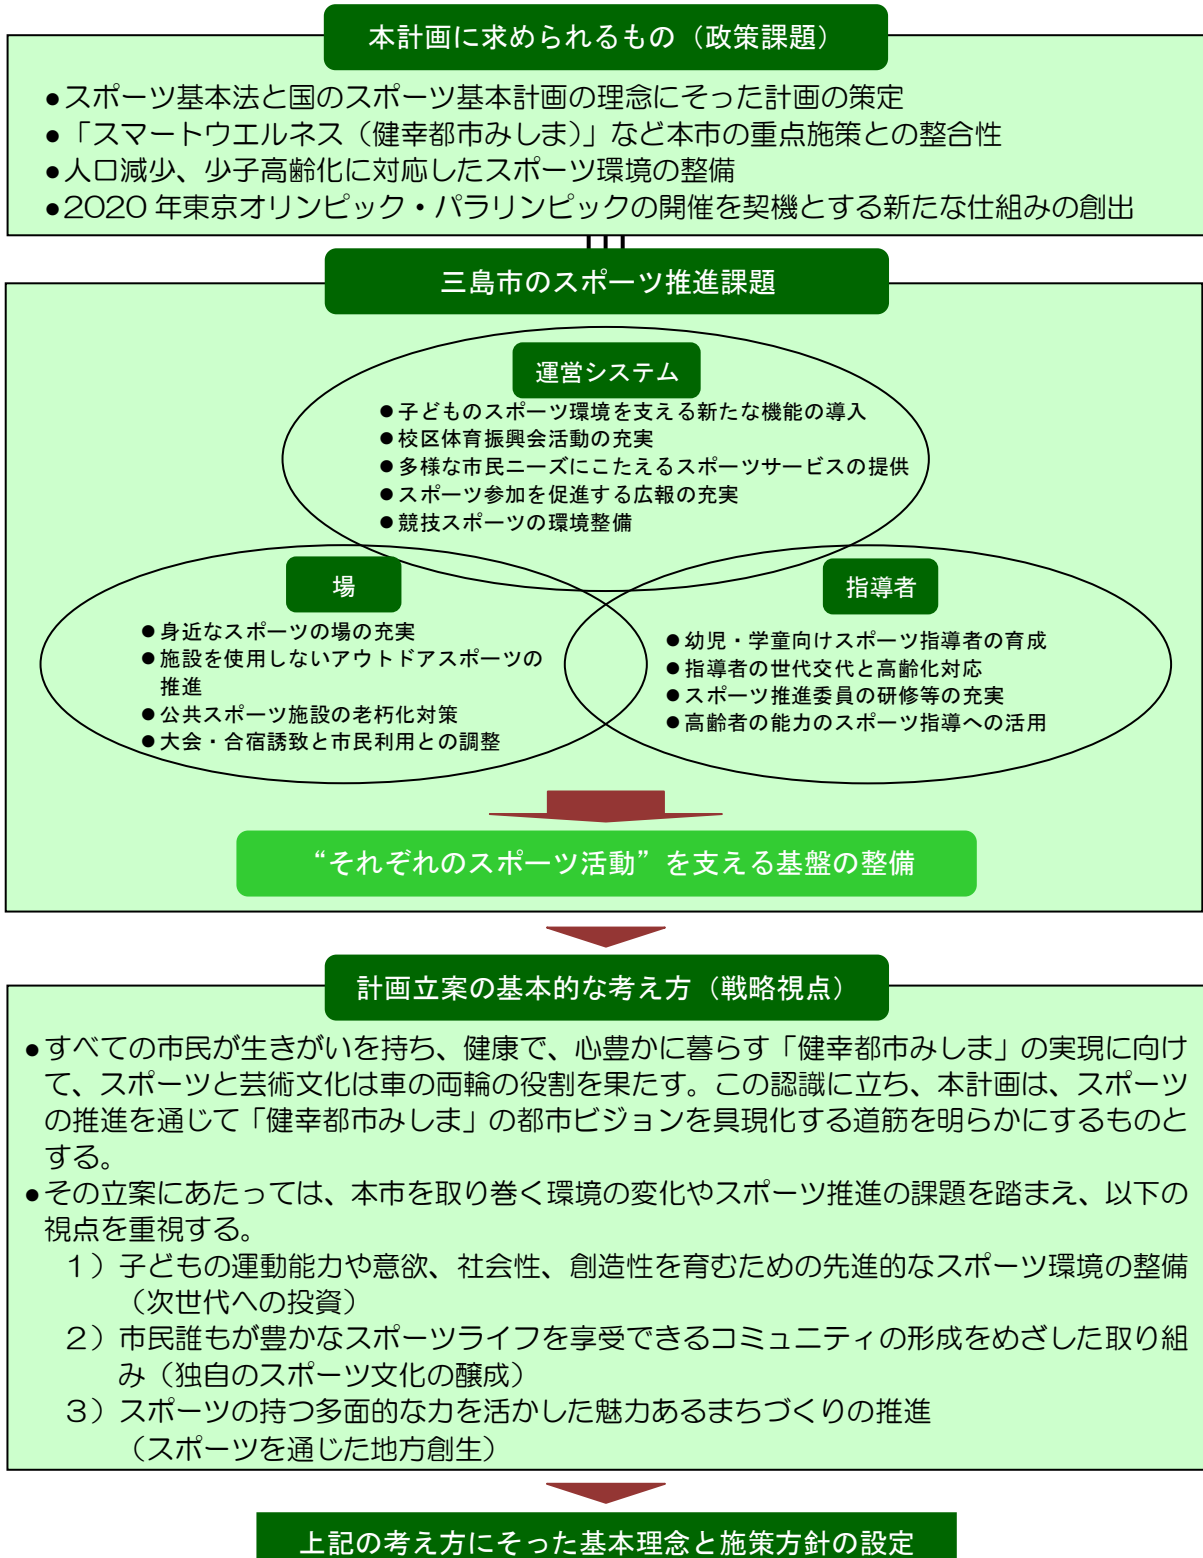 本計画に求められるもの（政策課題）
●スポーツ基本法と国のスポーツ基本計画の理念にそった計画の策定
●「スマートウエルネス（健幸都市みしま）」など本市の重点施策との整合性
●人口減少、少子高齢化に対応したスポーツ環境の整備
●2020年東京オリンピック・パラリンピックの開催を契機とする新たな仕組みの創出
三島市のスポーツ推進課題
運営システム
●子どものスポーツ環境を支える新たな機能の導入
●校区体育振興会活動の充実
●多様な市民ニーズにこたえるスポーツサービスの提供
●スポーツ参加を促進する広報の充実
●競技スポーツの環境整備
場
●身近なスポーツの場の充実
●施設を使用しないアウトドアスポーツの
推進
●公共スポーツ施設の老朽化対策
●大会・合宿誘致と市民利用との調整
指導者
●幼児・学童向けスポーツ指導者の育成
●指導者の世代交代と高齢化対応
●スポーツ推進委員の研修等の充実
●高齢者の能力のスポーツ指導への活用
“それぞれのスポーツ活動”を支える基盤の整備
計画立案の基本的な考え方（戦略視点）
●すべての市民が生きがいを持ち、健康で、心豊かに暮らす「健幸都市みしま」の実現に向け
て、スポーツと芸術文化は車の両輪の役割を果たす。この認識に立ち、本計画は、スポーツ
の推進を通じて「健幸都市みしま」の都市ビジョンを具現化する道筋を明らかにするものと
する。
●その立案にあたっては、本市を取り巻く環境の変化やスポーツ推進の課題を踏まえ、以下の
視点を重視する。
１）子どもの運動能力や意欲、社会性、創造性を育むための先進的なスポーツ環境の整備
（次世代への投資）
２）市民誰もが豊かなスポーツライフを享受できるコミュニティの形成をめざした取り組
み（独自のスポーツ文化の醸成）
３）スポーツの持つ多面的な力を活かした魅力あるまちづくりの推進
（スポーツを通じた地方創生）
上記の考え方にそった基本理念と施策方針の設定